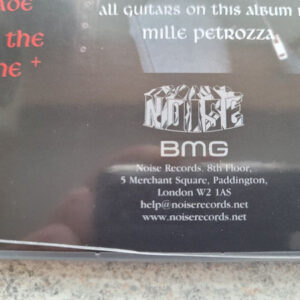 all guitars on this album
mille petrozza
the
NOISE
BMG
Noise Records. 8th Floor,
5 Merchant Square, Paddington,
London W2 1AS
help@noiserecords.net
www.noiserecords.net